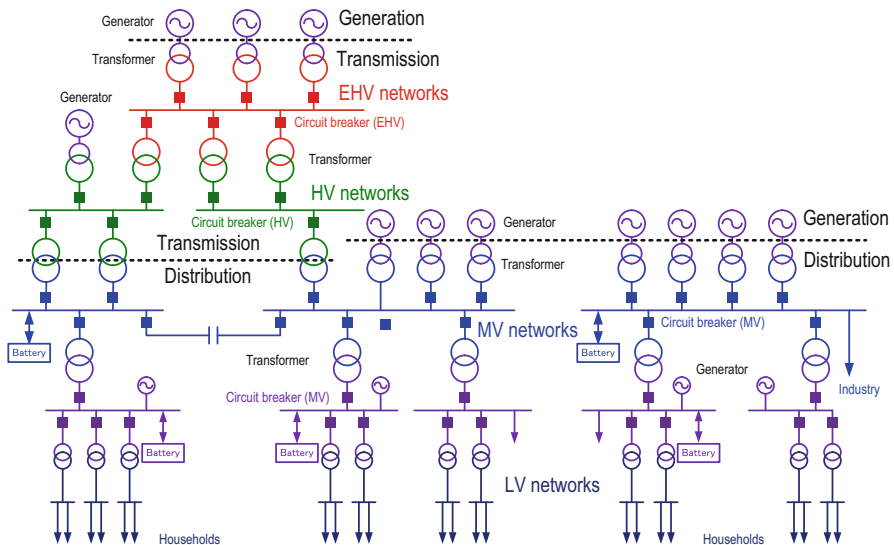 Generator
Generation
Transformer
Transmission
EHV networks
Generator
Circuit breaker (EHV)
Transformer
HV networks
Circuit breaker (HV)
Generator
Generation
Transmission
Distribution
Transformer
Distribution
MV networks
Circuit breaker (MV)
Battery
Battery
Transformer
Generator
Industry
Circuit breaker (MV)
Battery
Battery
Battery
LV networks
Households
Households